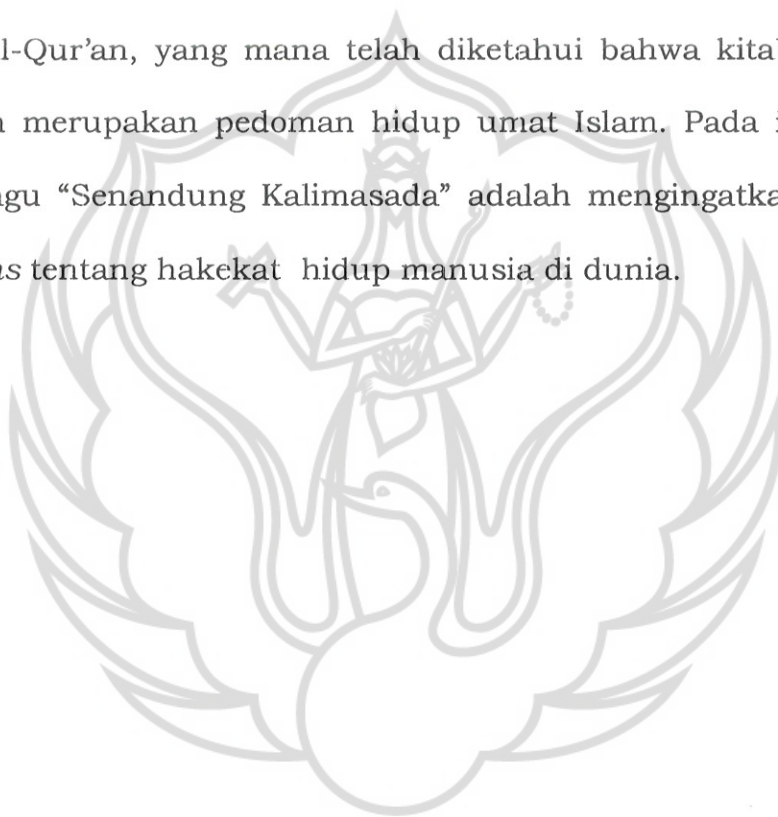 l-Qur’an, yang mana telah diketahui bahwa kita
merupakan pedoman hidup umat Islam. Pada
“Senandung Kalimasada” adalah mengingatka
tentang hakekat hidup manusia di dunia.